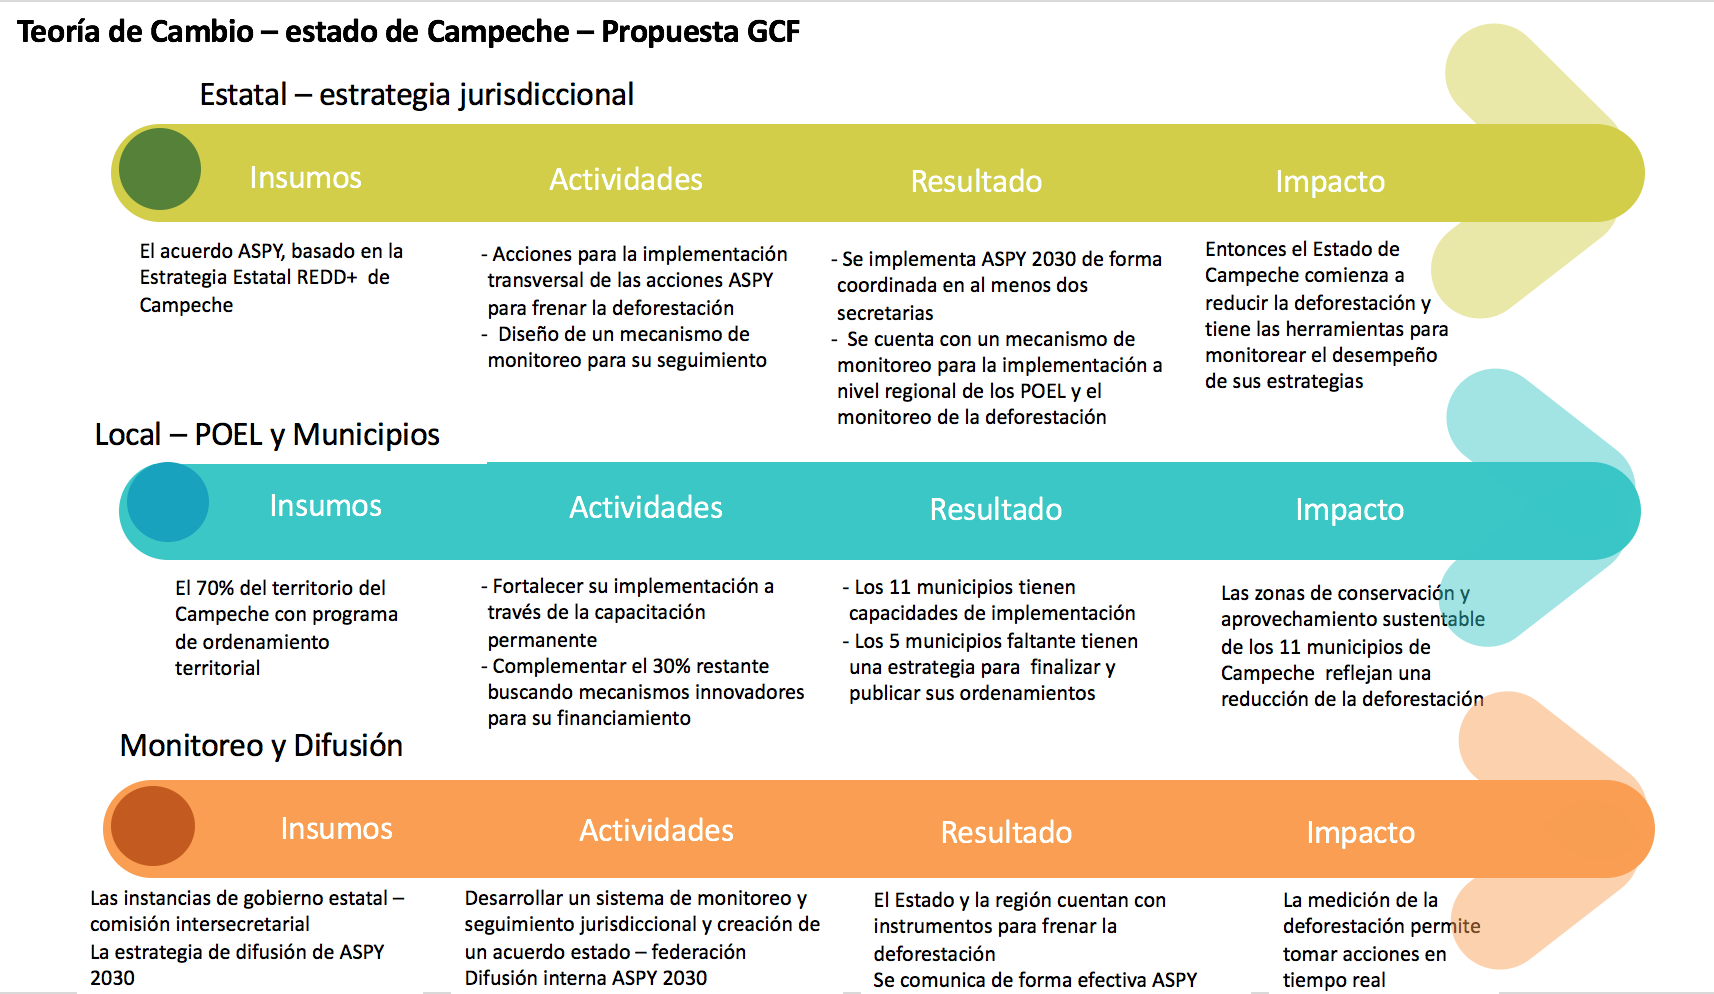 Teoría de Cambio – estado de Campeche – Propuesta GCF
Estatal – estrategia jurisdiccional
Insumos
Actividades
Resultado
Impacto
El acuerdo ASPY, basado en la
Estrategia Estatal REDD+ de
Campeche
- Acciones para la implementación
transversal de las acciones ASPY
para frenar la deforestación
- Diseño de un mecanismo de
monitoreo para su seguimiento
- Se implementa ASPY 2030 de forma
coordinada en al menos dos
secretarias
- Se cuenta con un mecanismo de
monitoreo para la implementación a
nivel regional de los POEL y el
monitoreo de la deforestación
Entonces el Estado de
Campeche comienza a
reducir la deforestación y
tiene las herramientas para
monitorear el desempeño
de sus estrategias
Local – POEL y Municipios
Insumos
Actividades
Resultado
Impacto
El 70% del territorio del
Campeche con programa
de ordenamiento
territorial
- Fortalecer su implementación a
través de la capacitación
permanente
- Complementar el 30% restante
buscando mecanismos innovadores
para su financiamiento
- Los 11 municipios tienen
capacidades de implementación
- Los 5 municipios faltante tienen
una estrategia para finalizar y
publicar sus ordenamientos
Las zonas de conservación y
aprovechamiento sustentable
de los 11 municipios de
Campeche reflejan una
reducción de la deforestación
Monitoreo y Difusión
Insumos
Actividades
Resultado
Impacto
Las instancias de gobierno estatal –
comisión intersecretarial
La estrategia de difusión de ASPY
2030
Desarrollar un sistema de monitoreo y
seguimiento jurisdiccional y creación de
un acuerdo estado – federación
Difusión interna ASPY 2030
El Estado y la región cuentan con
instrumentos para frenar la
deforestación
Se comunica de forma efectiva ASPY
La medición de la
deforestación permite
tomar acciones en
tiempo real